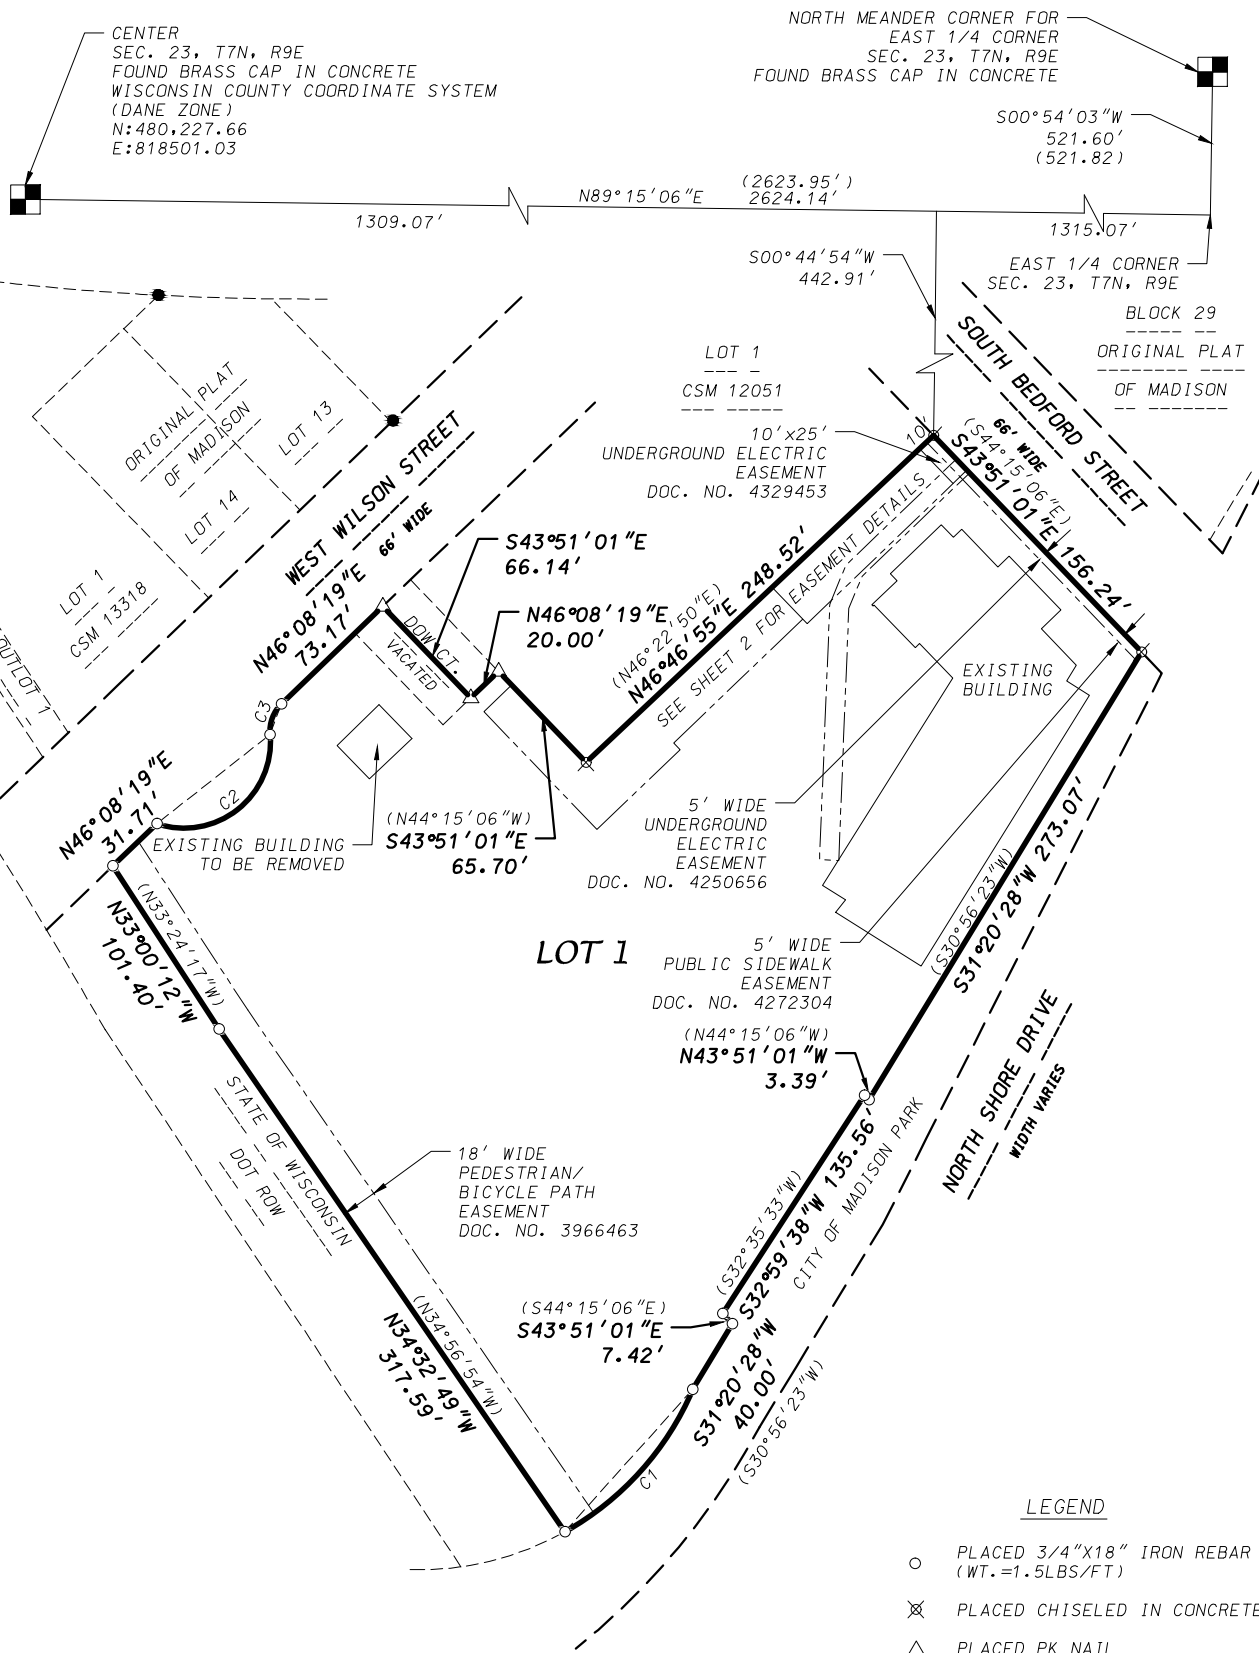 CENTER
SEC. 23, T7N, R9E
FOUND BRASS CAP IN CONCRETE
WISCONSIN COUNTY COORDINATE SYSTEM
(DANE ZONE)
N:480,227.66
E:818501.03
NORTH MEANDER CORNER FOR
EAST 1/4 CORNER
SEC. 23, T7N, R9E
FOUND BRASS CAP IN CONCRETE
S00°54'03"W
521.60'
(521.82)
(2623.95')
N89°15'06"E
2624.14'
1309.07'
1315.07'
S00°44'54"W
442.91'
EAST 1/4 CORNER
SEC. 23, T7N, R9E
BLOCK 29
ORIGINAL PLAT
OF MADISON
LOT 1
CSM 12051
SOUTH BEDFORD STREET
66' WIDE
(S44°15'06"E)
S43°51'01"E 156.24'
10'
10'x25'
UNDERGROUND ELECTRIC
EASEMENT
DOC. NO. 4329453
ORIGINAL PLAT
OF MADISON
LOT 13
LOT 14
LOT 1
CSM 13318
OUTLOT 1
WEST WILSON STREET
66' WIDE
S43°51'01"E
66.14'
N46°08'19"E
20.00'
N46°08'19"E
73.17'
DOW CT.
VACATED
(N46°22'50"E)
N46°46'55"E 248.52'
SEE SHEET 2 FOR EASEMENT DETAILS
EXISTING
BUILDING
C3
C2
N46°08'19"E
31.71'
EXISTING BUILDING
TO BE REMOVED
(N44°15'06"W)
S43°51'01"E
65.70'
5' WIDE
UNDERGROUND
ELECTRIC
EASEMENT
DOC. NO. 4250656
(N33°24'17"W)
N33°00'12"W
101.40'
LOT 1
5' WIDE
PUBLIC SIDEWALK
EASEMENT
DOC. NO. 4272304
(S30°56'23"W)
S31°20'28"W 273.07'
(N44°15'06"W)
N43°51'01"W
3.39'
NORTH SHORE DRIVE
WIDTH VARIES
STATE OF WISCONSIN
DOT ROW
18' WIDE
PEDESTRIAN/
BICYCLE PATH
EASEMENT
DOC. NO. 3966463
(S32°35'33"W)
S32°59'38"W 135.56'
CITY OF MADISON PARK
(S44°15'06"E)
S43°51'01"E
7.42'
(N34°56'54"W)
N34°32'49"W
317.59'
S31°20'28"W
40.00'
(S30°56'23"W)
C1
LEGEND
PLACED 3/4"X18" IRON REBAR
(WT.=1.5LBS/FT)
PLACED CHISELED IN CONCRETE
PLACED PK NAIL